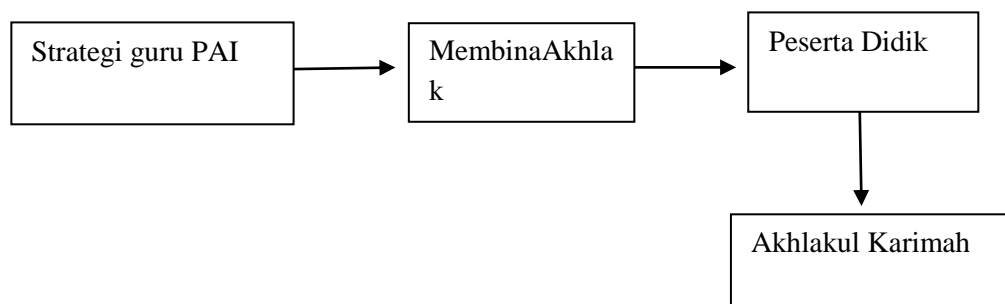 Strategi guru PAI
MembinaAkhla
k
Peserta Didik
Akhlakul Karimah